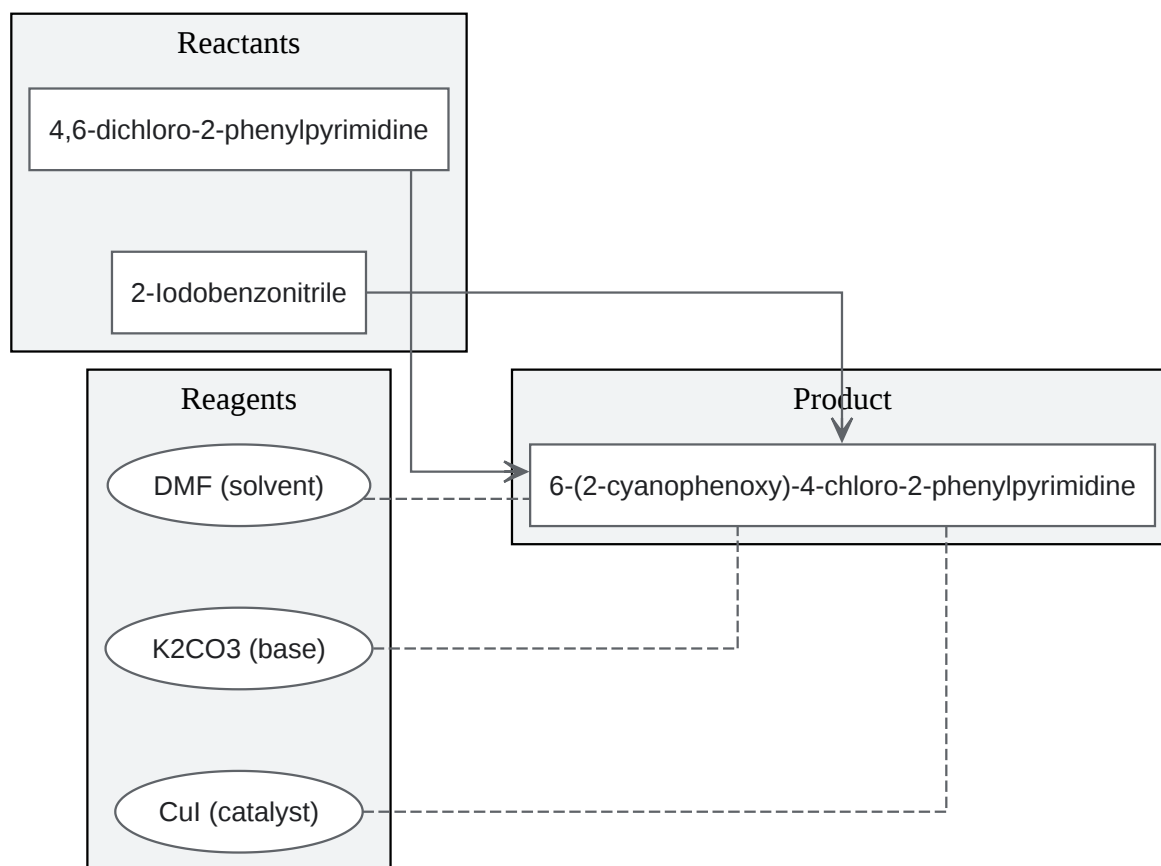 Reactants
4,6-dichloro-2-phenylpyrimidine
2-Iodobenzonitrile
Reagents
DMF (solvent)
K2CO3 (base)
CuI (catalyst)
Product
6-(2-cyanophenoxy)-4-chloro-2-phenylpyrimidine